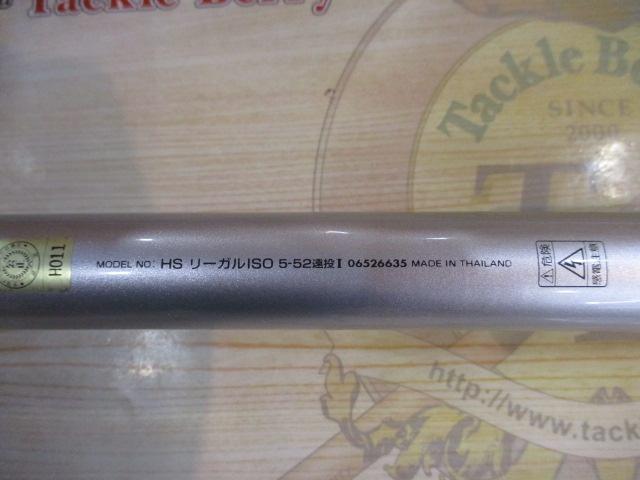 Tackle Berry
Tackle Be
SINCE
2000
H011
MODEL NO: HS リーガルISO 5-52遠投I 06526635 MADE IN THAILAND
危険
感電注意
http://www.tack